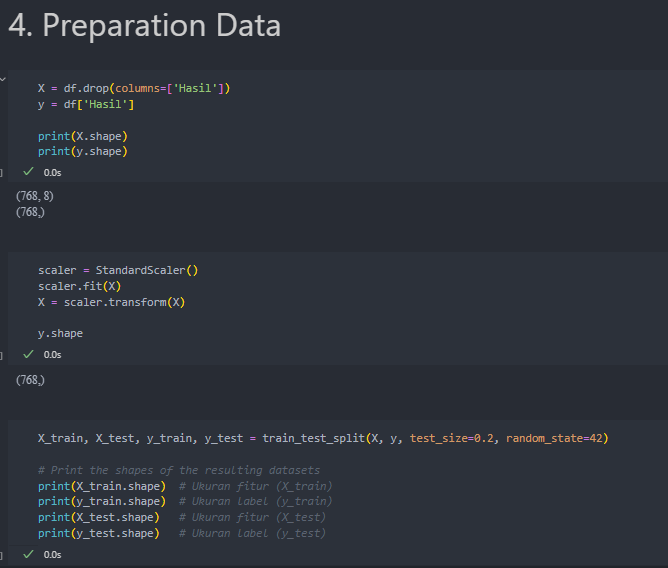 4. Preparation Data
X = df.drop(columns=['Hasil'])
y = df['Hasil']
print(X.shape)
print(y.shape)
0.0s
(768, 8)
(768,)
scaler = StandardScaler()
scaler.fit(X)
X = scaler.transform(X)
y.shape
0.0s
(768,)
X_train, X_test, y_train, y_test = train_test_split(X, y, test_size=0.2, random_state=42)
# Print the shapes of the resulting datasets
print(X_train.shape)  # Ukuran fitur (X_train)
print(y_train.shape)  # Ukuran label (y_train)
print(X_test.shape)   # Ukuran fitur (X_test)
print(y_test.shape)   # Ukuran label (y_test)
0.0s